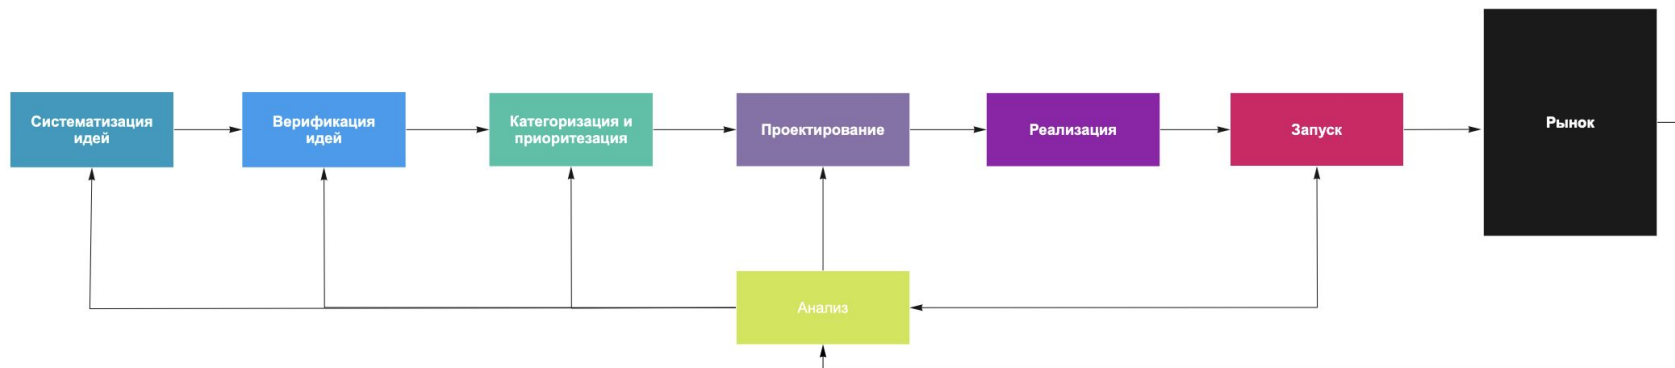 Систематизация
идей
Верификация
идей
Категоризация и
приоритезация
Проектирование
Реализация
Запуск
Рынок
Анализ